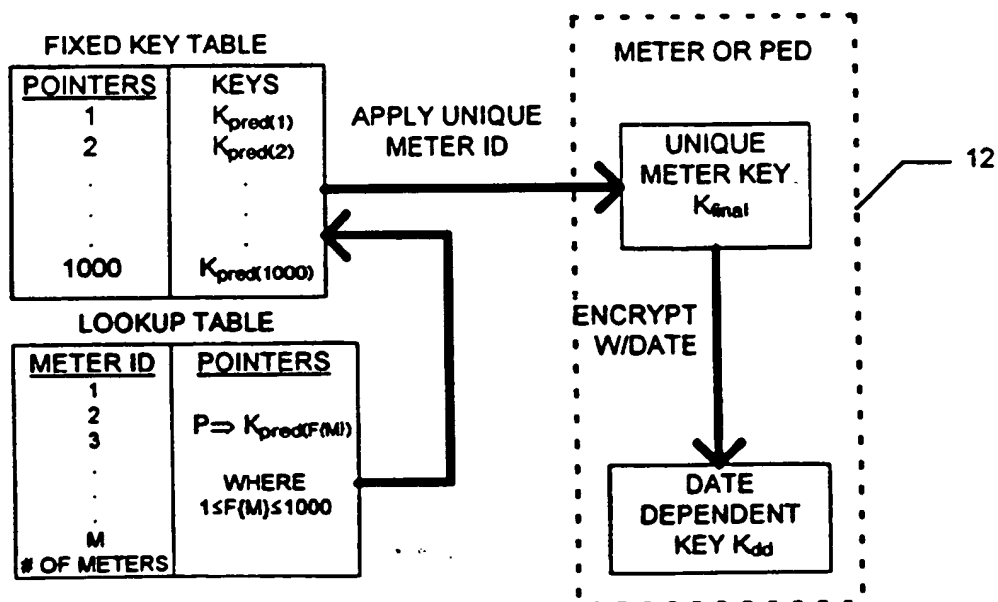 FIXED KEY TABLE
POINTERS KEYS
1 Kpred(1)
2 Kpred(2)
. .
. .
. .
1000 Kpred(1000)
LOOKUP TABLE
METER ID POINTERS
1
2
3
P⇒ Kpred(F(M))
.
.
.
.
WHERE
1≤F{M}≤1000
M
# OF METERS
APPLY UNIQUE
METER ID
METER OR PED
UNIQUE
METER KEY
Kfinal
12
ENCRYPT
W/DATE
DATE
DEPENDENT
KEY Kdd